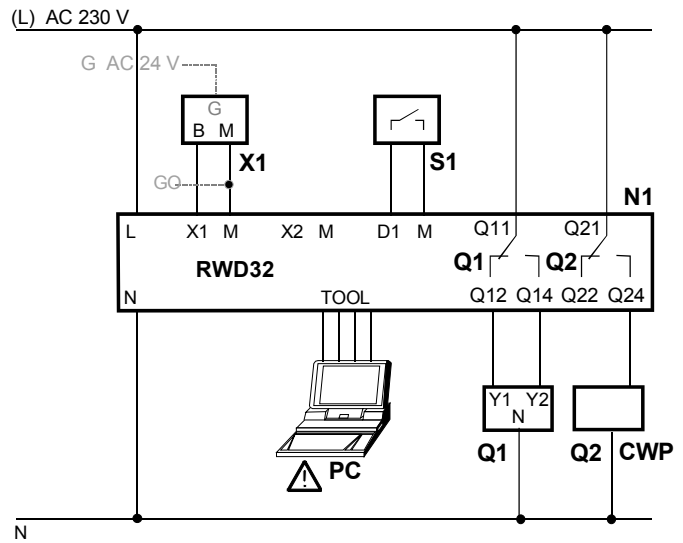 (L) AC 230 V
G AC 24 V
G
B M
X1
S1
GO
N1
L X1 M X2 M D1 M Q11 Q21
RWD32 Q1 Q2
N TOOL Q12 Q14 Q22 Q24
Y1 Y2
N
PC Q1 Q2 CWP
N